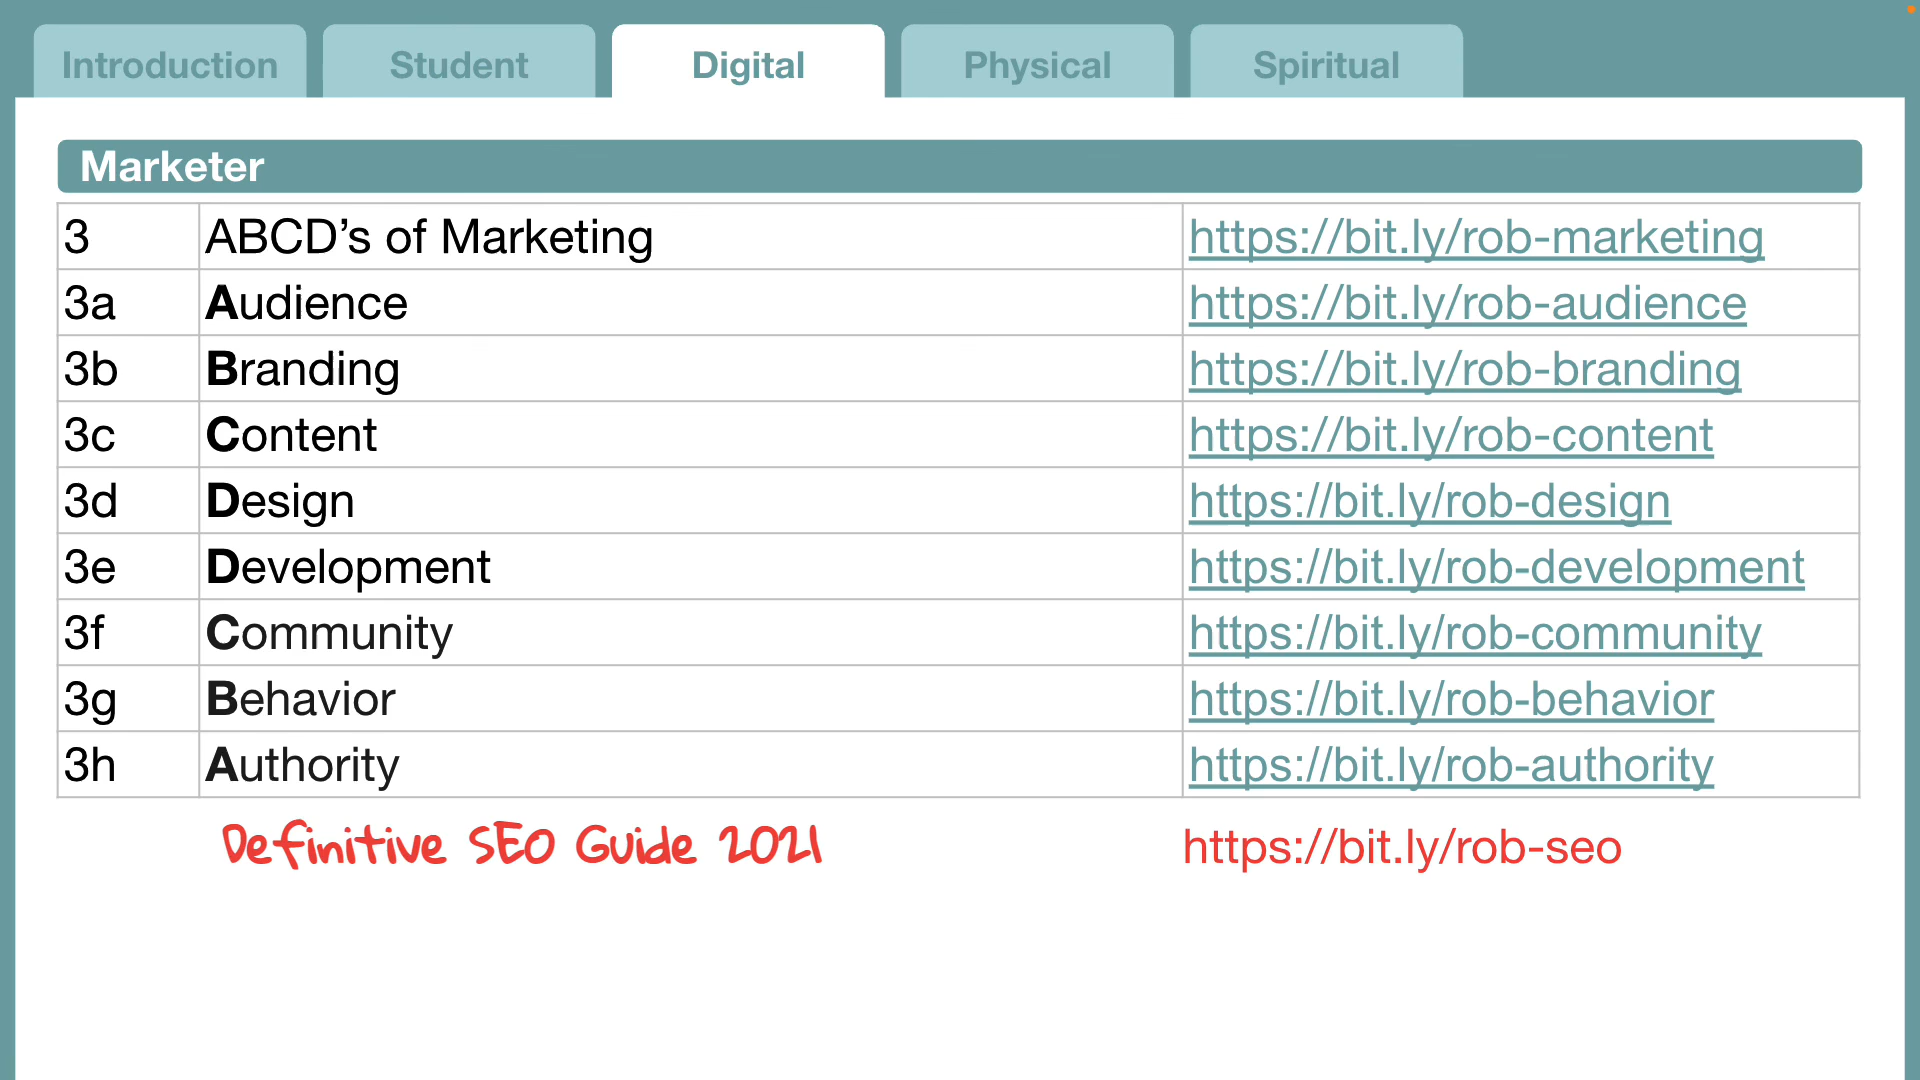 Introduction Student Digital Physical Spiritual
Marketer
3 ABCD’s of Marketing https://bit.ly/rob-marketing
3a Audience https://bit.ly/rob-audience
3b Branding https://bit.ly/rob-branding
3c Content https://bit.ly/rob-content
3d Design https://bit.ly/rob-design
3e Development https://bit.ly/rob-development
3f Community https://bit.ly/rob-community
3g Behavior https://bit.ly/rob-behavior
3h Authority https://bit.ly/rob-authority
Definitive SEO Guide 2021 https://bit.ly/rob-seo